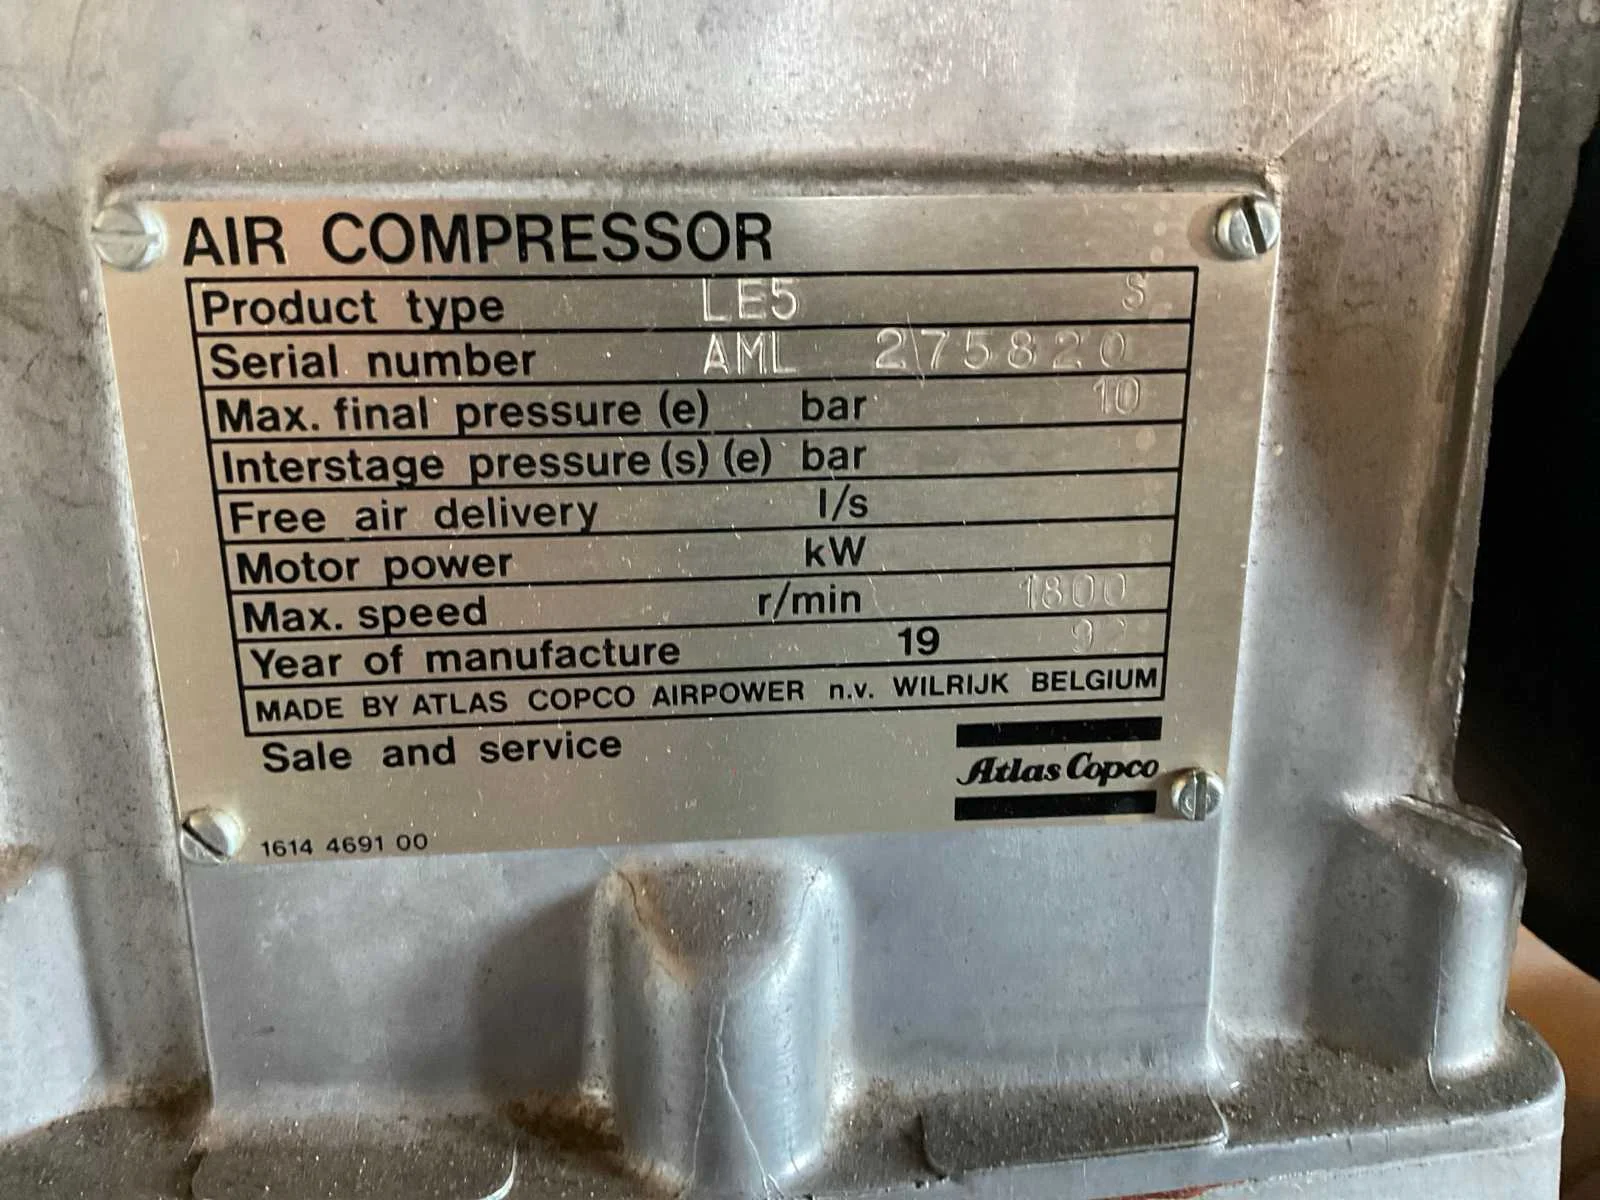 AIR COMPRESSOR
Product type LE5 S
Serial number AML 275820
Max. final pressure (e) bar 10
Interstage pressure (s) (e) bar
Free air delivery l/s
Motor power kW
Max. speed r/min 1800
Year of manufacture 19 92
MADE BY ATLAS COPCO AIRPOWER n.v. WILRIJK BELGIUM
Sale and service
Atlas Copco
1614 4691 00